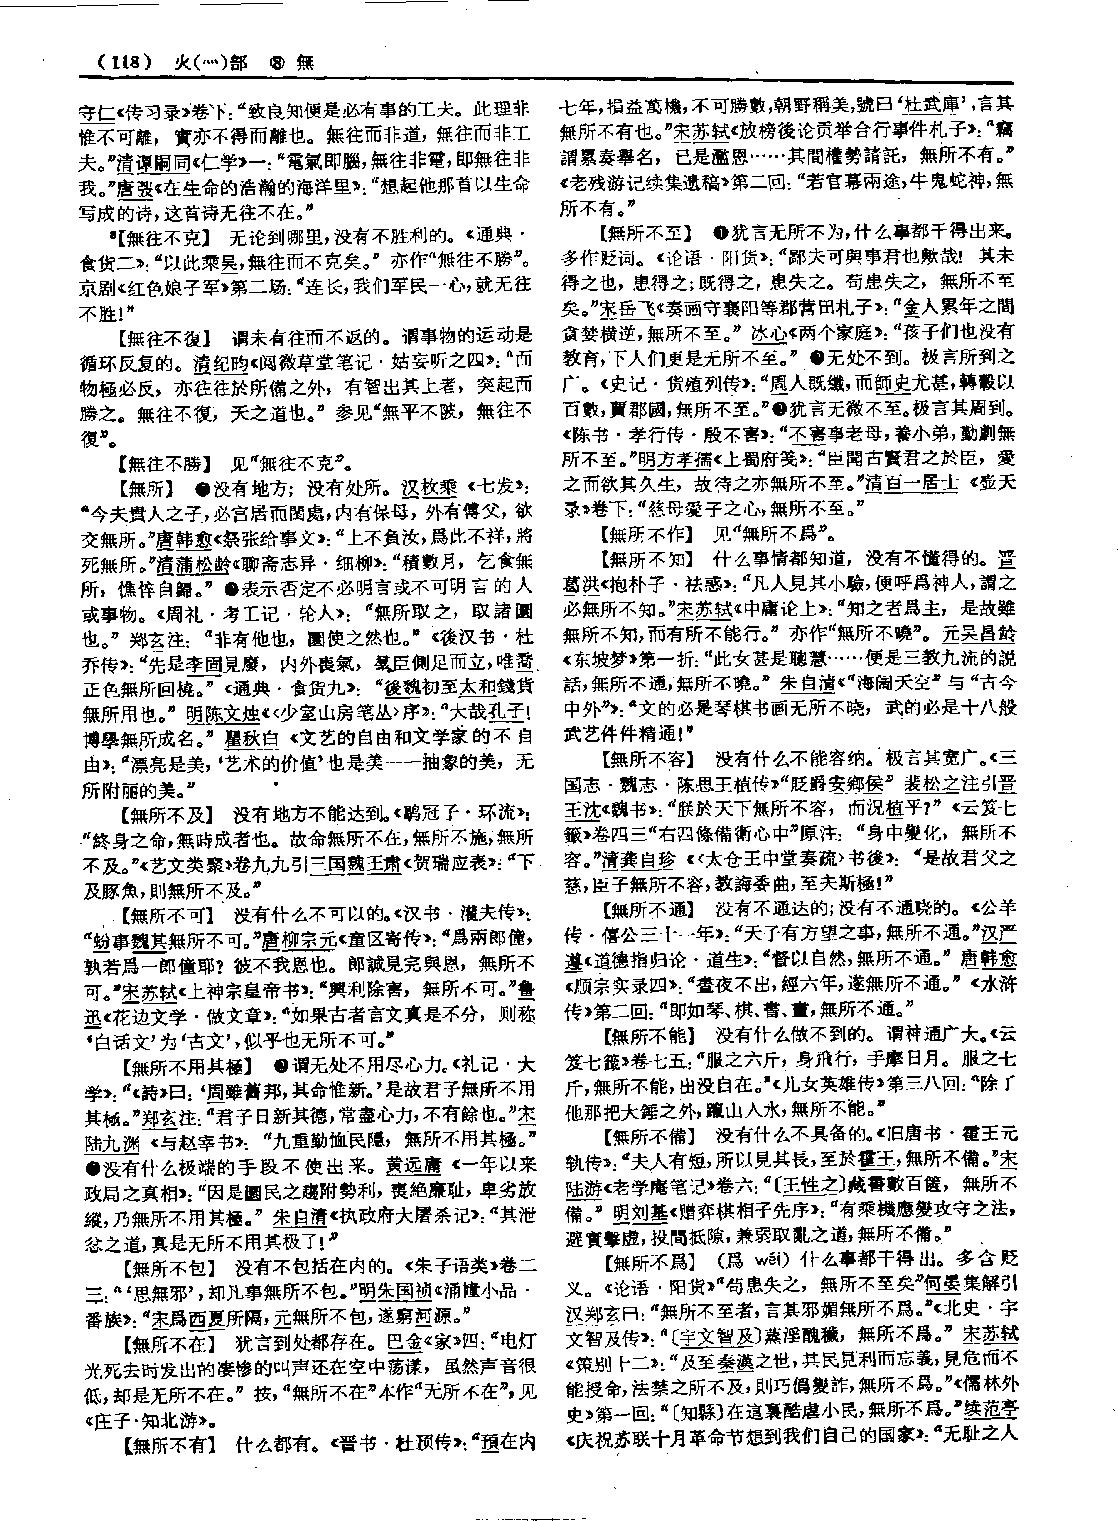 (118) 火(灬)部 ⑧ 無
守仁《传习录》卷下:“致良知便是必有事的工夫。此理非
惟不可離,實亦不得而離也。無往而非道,無往而非工
夫。”清谭嗣同《仁学》一:“電氣即腦,無往非電,即無往非
我。”唐弢《在生命的浩瀚的海洋里》:“想起他那首以生命
写成的诗,这首诗无往不在。”
【無往不克】 无论到哪里,没有不胜利的。《通典·
食货二》:“以此乘吴,無往而不克矣。”亦作“無往不勝”。
京剧《红色娘子军》第二场:“连长,我们军民一心,就无往
不胜!”
【無往不復】 谓未有往而不返的。谓事物的运动是
循环反复的。清纪昀《阅微草堂笔记·姑妄听之四》:“而
物極必反,亦往往於所備之外,有智出其上者,突起而
勝之。無往不復,天之道也。”参见“無平不陂,無往不
復”。
【無往不勝】 见“無往不克”。
【無所】 ❶没有地方;没有处所。汉枚乘《七发》:
“今夫貴人之子,必宫居而閨處,内有保母,外有傅父,欲
交無所。”唐韩愈《祭张给事文》:“上不負汝,爲此不祥,將
死無所。”清蒲松龄《聊斋志异·细柳》:“積數月,乞食無
所,憔悴自歸。”❷表示否定不必明言或不可明言的人
或事物。《周礼·考工记·轮人》:“無所取之,取諸圜
也。”郑玄注:“非有他也,圜使之然也。”《後汉书·杜
乔传》:“先是李固見廢,内外喪氣,羣臣側足而立,唯喬
正色無所回橈。”《通典·食货九》:“後魏初至太和錢貨
無所用也。”明陈文烛《〈少室山房笔丛〉序》:“大哉孔子!
博學無所成名。”瞿秋白《文艺的自由和文学家的不自
由》:“漂亮是美,‘艺术的价值’也是美——抽象的美,无
所附丽的美。”
【無所不及】 没有地方不能达到。《鹖冠子·环流》:
“終身之命,無時成者也。故命無所不在,無所不施,無所
不及。”《艺文类聚》卷九九引三国魏王肃《贺瑞应表》:“下
及豚魚,則無所不及。”
【無所不可】 没有什么不可以的。《汉书·灌夫传》:
“蚡事魏其無所不可。”唐柳宗元《童区寄传》:“爲兩郎僮,
孰若爲一郎僮耶?彼不我恩也。郎誠見完與恩,無所不
可。”宋苏轼《上神宗皇帝书》:“興利除害,無所不可。”鲁
迅《花边文学·做文章》:“如果古者言文真是不分,则称
‘白话文’为‘古文’,似乎也无所不可。”
【無所不用其極】 ❶谓无处不用尽心力。《礼记·大
学》:“《詩》曰:‘周雖舊邦,其命惟新。’是故君子無所不用
其極。”郑玄注:“君子日新其德,常盡心力,不有餘也。”宋
陆九渊《与赵宰书》:“九重勤恤民隱,無所不用其極。”
❷没有什么极端的手段不使出来。黄远庸《一年以来
政局之真相》:“因是國民之趨附勢利,喪絶廉耻,卑劣放
縱,乃無所不用其極。”朱自清《执政府大屠杀记》:“其泄
忿之道,真是无所不用其极了!”
【無所不包】 没有不包括在内的。《朱子语类》卷二
三:“‘思無邪’,却凡事無所不包。”明朱国祯《涌幢小品·
番族》:“宋爲西夏所隔,元無所不包,遂窮河源。”
【無所不在】 犹言到处都存在。巴金《家》四:“电灯
光死去时发出的凄惨的叫声还在空中荡漾,虽然声音很
低,却是无所不在。”按,“無所不在”本作“无所不在”,见
《庄子·知北游》。
【無所不有】 什么都有。《晋书·杜预传》:“預在内
七年,損益萬機,不可勝數,朝野稱美,號曰‘杜武庫’,言其
無所不有也。”宋苏轼《放榜後论贡举合行事件札子》:“竊
謂累奏舉名,已是濫恩……其間權勢請託,無所不有。”
《老残游记续集遗稿》第二回:“若官幕兩途,牛鬼蛇神,無
所不有。”
【無所不至】 ❶犹言无所不为,什么事都干得出来。
多作贬词。《论语·阳货》:“鄙夫可與事君也歟哉!其未
得之也,患得之;既得之,患失之。苟患失之,無所不至
矣。”宋岳飞《奏画守襄阳等郡营田札子》:“金人累年之間
貪婪橫逆,無所不至。”冰心《两个家庭》:“孩子们也没有
教育,下人们更是无所不至。”❷无处不到。极言所到之
广。《史记·货殖列传》:“周人既纖,而師史尤甚,轉轂以
百數,賈郡國,無所不至。”❸犹言无微不至。极言其周到。
《陈书·孝行传·殷不害》:“不害事老母,養小弟,勤劇無
所不至。”明方孝孺《上蜀府笺》:“臣聞古賢君之於臣,愛
之而欲其久生,故待之亦無所不至。”清百一居士《壶天
录》卷下:“慈母愛子之心,無所不至。”
【無所不作】 见“無所不爲”。
【無所不知】 什么事情都知道,没有不懂得的。晋
葛洪《抱朴子·祛惑》:“凡人見其小驗,便呼爲神人,謂之
必無所不知。”宋苏轼《中庸论上》:“知之者爲主,是故雖
無所不知,而有所不能行。”亦作“無所不曉”。元吴昌龄
《东坡梦》第一折:“此女甚是聰慧……便是三教九流的説
話,無所不通,無所不曉。”朱自清《“海阔天空”与“古今
中外”》:“文的必是琴棋书画无所不晓,武的必是十八般
武艺件件精通!”
【無所不容】 没有什么不能容纳。极言其宽广。《三
国志·魏志·陈思王植传》“貶爵安鄉侯”裴松之注引晋
王沈《魏书》:“朕於天下無所不容,而況植乎?”《云笈七
籤》卷四三“右四條備衛心中”原注:“身中變化,無所不
容。”清龚自珍《〈太仓王中堂奏疏〉书後》:“是故君父之
慈,臣子無所不容,教誨委曲,至夫斯極!”
【無所不通】 没有不通达的;没有不通晓的。《公羊
传·僖公三十一年》:“天子有方望之事,無所不通。”汉严
遵《道德指归论·道生》:“督以自然,無所不通。”唐韩愈
《顺宗实录四》:“晝夜不出,經六年,遂無所不通。”《水浒
传》第二回:“即如琴、棋、書、畫,無所不通。”
【無所不能】 没有什么做不到的。谓神通广大。《云
笈七籤》卷七五:“服之六斤,身飛行,手摩日月。服之七
斤,無所不能,出没自在。”《儿女英雄传》第三八回:“除了
他那把大錘之外,躥山入水,無所不能。”
【無所不備】 没有什么不具备的。《旧唐书·霍王元
轨传》:“夫人有短,所以見其長,至於霍王,無所不備。”宋
陆游《老学庵笔记》卷六:“〔王性之〕藏書數百篋,無所不
備。”明刘基《赠弈棋相子先序》:“有乘機應變攻守之法,
避實擊虚,投間抵隙,兼弱取亂之道,無所不備。”
【無所不爲】 (爲 wéi)什么事都干得出。多含贬
义。《论语·阳货》“苟患失之,無所不至矣”何晏集解引
汉郑玄曰:“無所不至者,言其邪媚無所不爲。”《北史·宇
文智及传》:“〔宇文智及〕蒸淫醜穢,無所不爲。”宋苏轼
《策别十二》:“及至秦漢之世,其民見利而忘義,見危而不
能授命,法禁之所不及,則巧僞變詐,無所不爲。”《儒林外
史》第一回:“〔知縣〕在這裏酷虐小民,無所不爲。”续范亭
《庆祝苏联十月革命节想到我们自己的国家》:“无耻之人